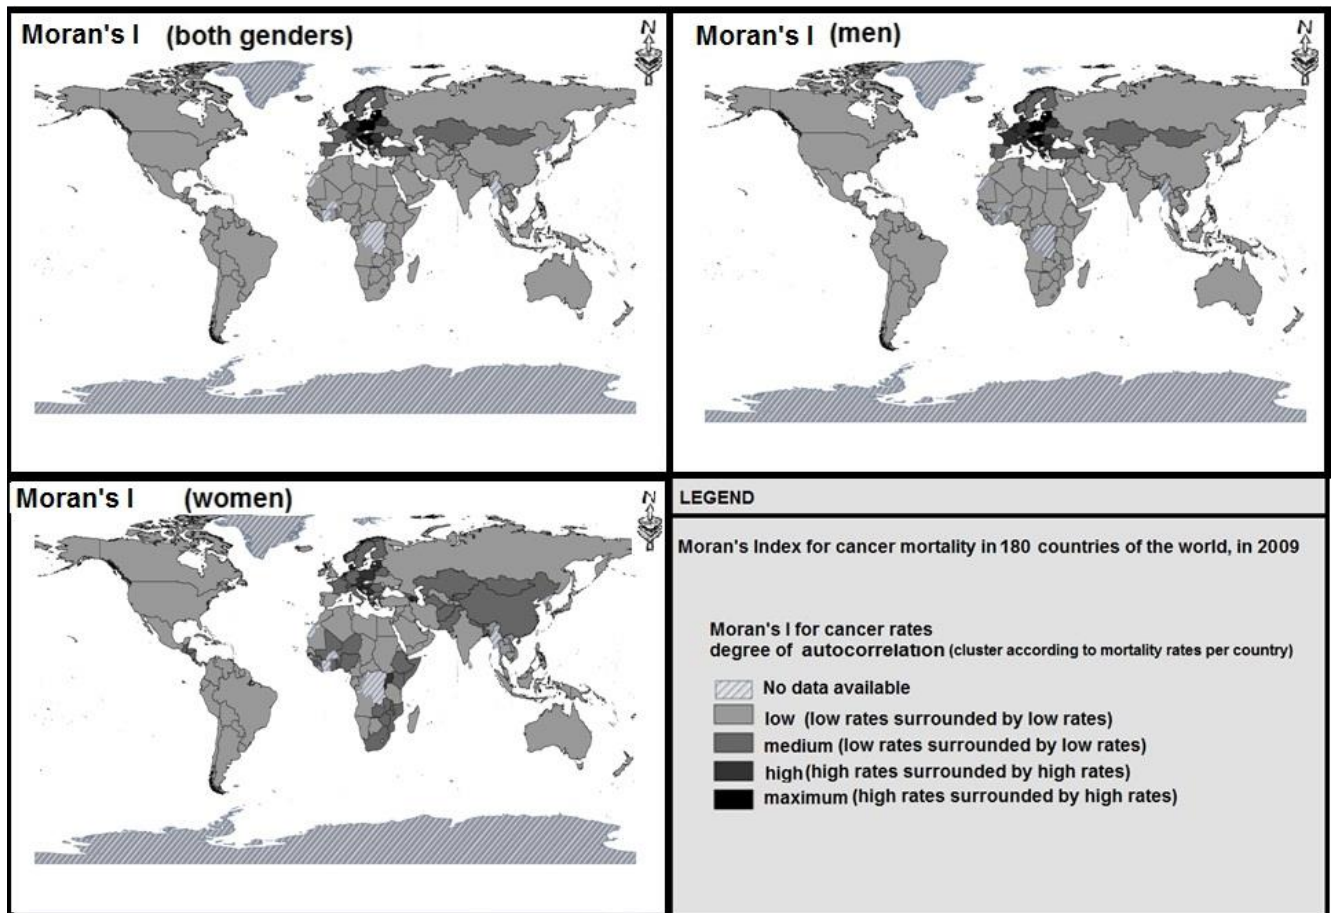 Moran's I (both genders)
N
Moran's I (men)
N
Moran's I (women)
N
LEGEND
Moran's Index for cancer mortality in 180 countries of the world, in 2009
Moran's I for cancer rates
degree of autocorrelation (cluster according to mortality rates per country)
No data available
low (low rates surrounded by low rates)
medium (low rates surrounded by low rates)
high (high rates surrounded by high rates)
maximum (high rates surrounded by high rates)